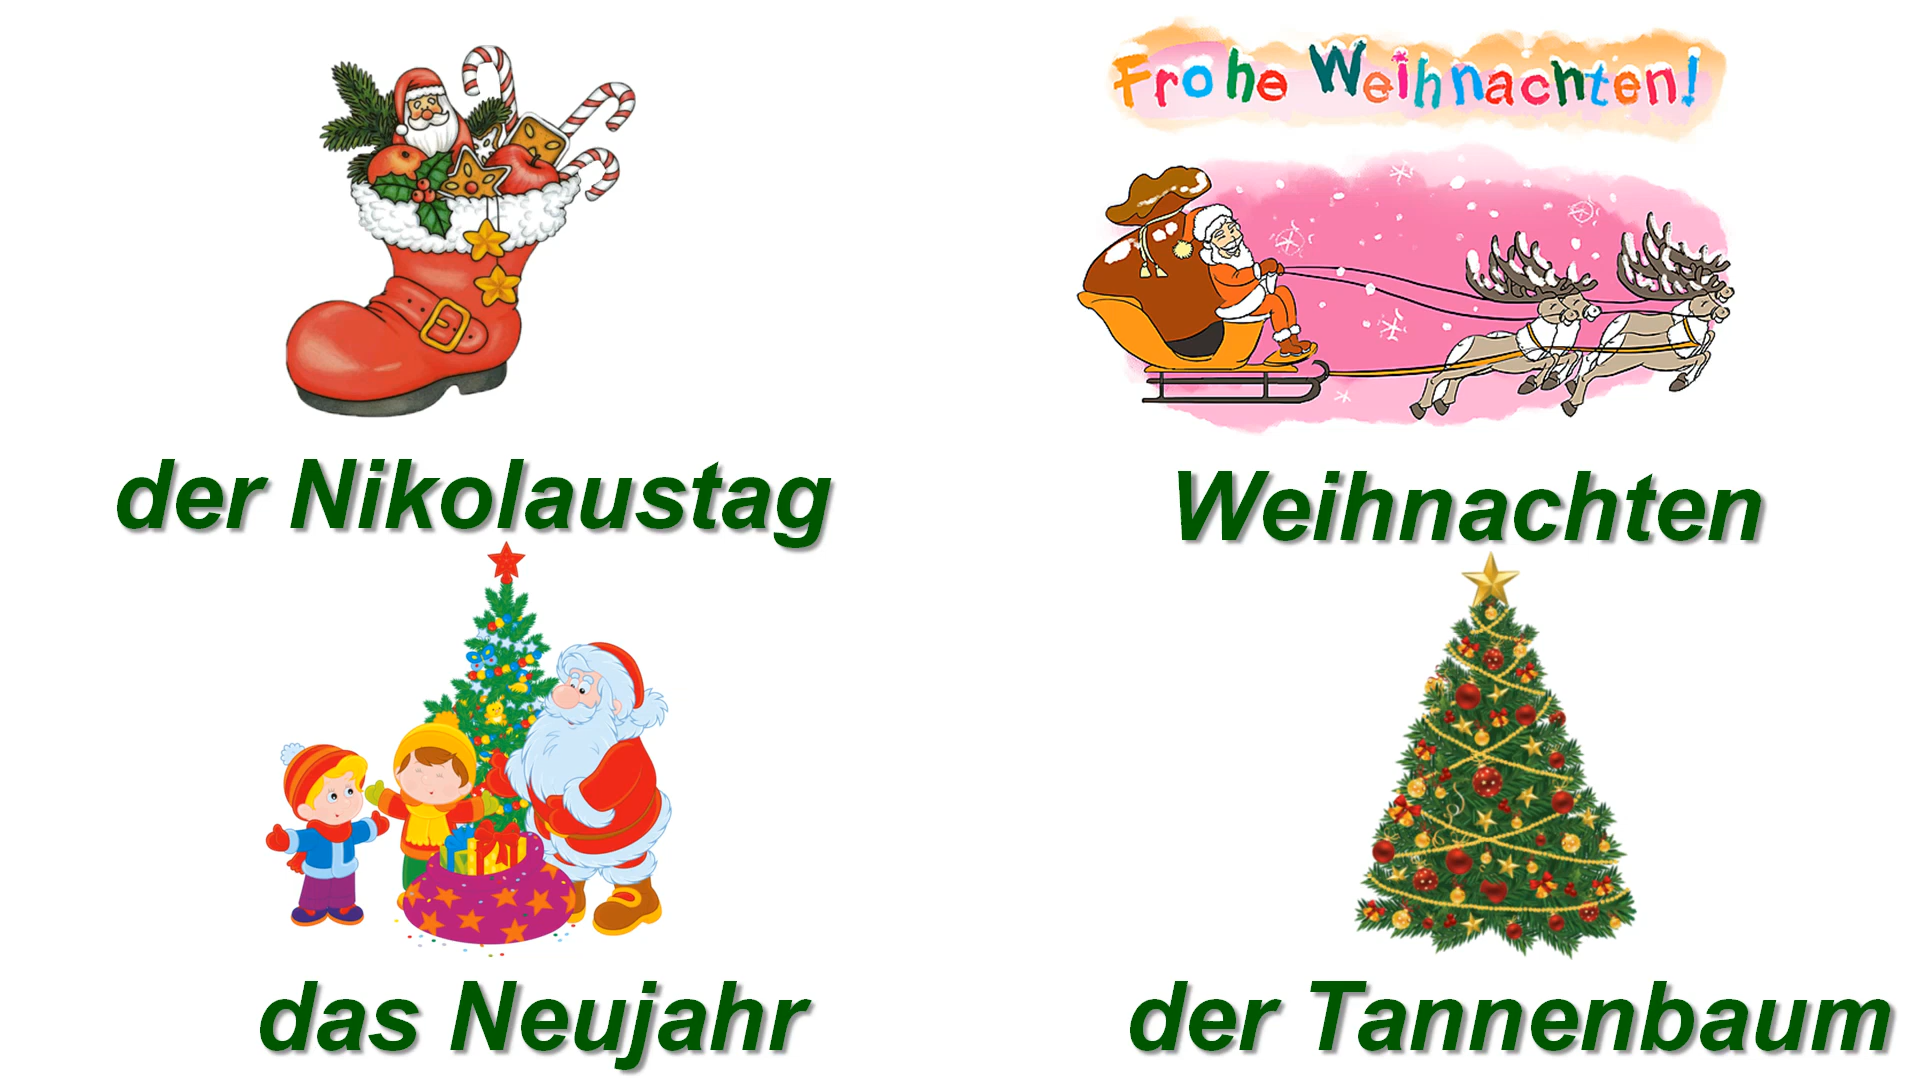 Frohe Weihnachten!
der Nikolaustag
Weihnachten
das Neujahr
der Tannenbaum